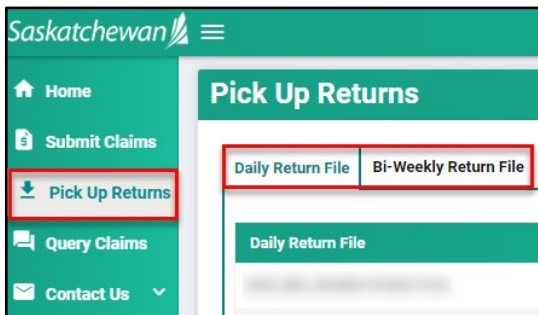 Saskatchewan
Home
Submit Claims
Pick Up Returns
Query Claims
Contact Us
Pick Up Returns
Daily Return File
Bi-Weekly Return File
Daily Return File